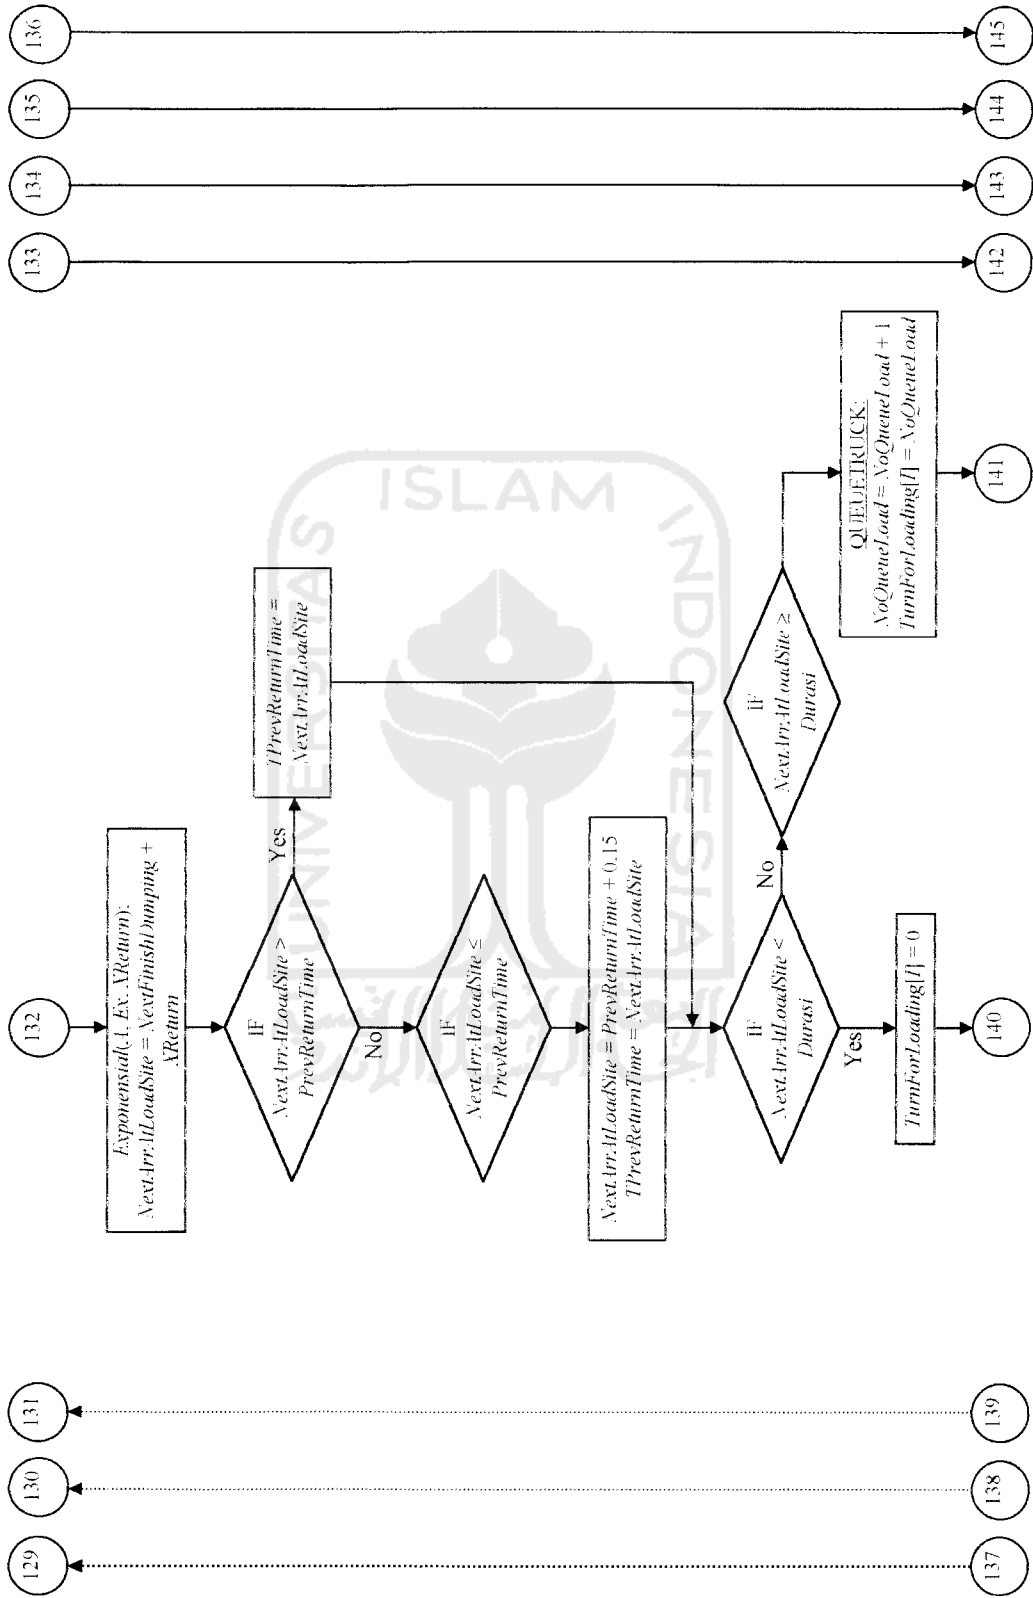 129
130
131
132
133
134
135
136
Exponensial(A, Ex, XReturn):
NextArrAtLoadSite = NextFinishDumping +
XReturn
IF
NextArrAtLoadSite >
PrevReturnTime
Yes
TPrevReturnTime =
NextArrAtLoadSite
No
IF
NextArrAtLoadSite ≤
PrevReturnTime
NextArrAtLoadSite = PrevReturnTime + 0.15
TPrevReturnTime = NextArrAtLoadSite
IF
NextArrAtLoadSite <
Durasi
No
IF
NextArrAtLoadSite ≥
Durasi
Yes
TurnForLoading[I] = 0
QUEUETRUCK:
NoQueueLoad = NoQueueLoad + 1
TurnForLoading[I] = NoQueueLoad
137
138
139
140
141
142
143
144
145
UNIVERSITAS
ISLAM
INDONESIA